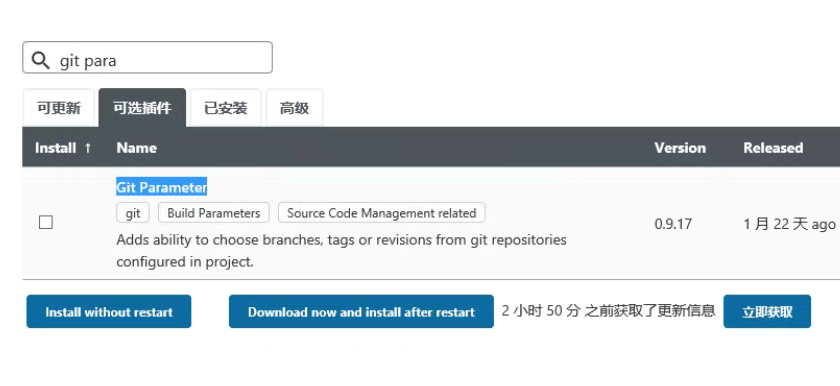 git para
可更新 可选插件 已安装 高级
Install ↑ Name Version Released
Git Parameter
git Build Parameters Source Code Management related
Adds ability to choose branches, tags or revisions from git repositories
configured in project.
0.9.17 1 月 22 天 ago
Install without restart Download now and install after restart 2 小时 50 分 之前获取了更新信息 立即获取